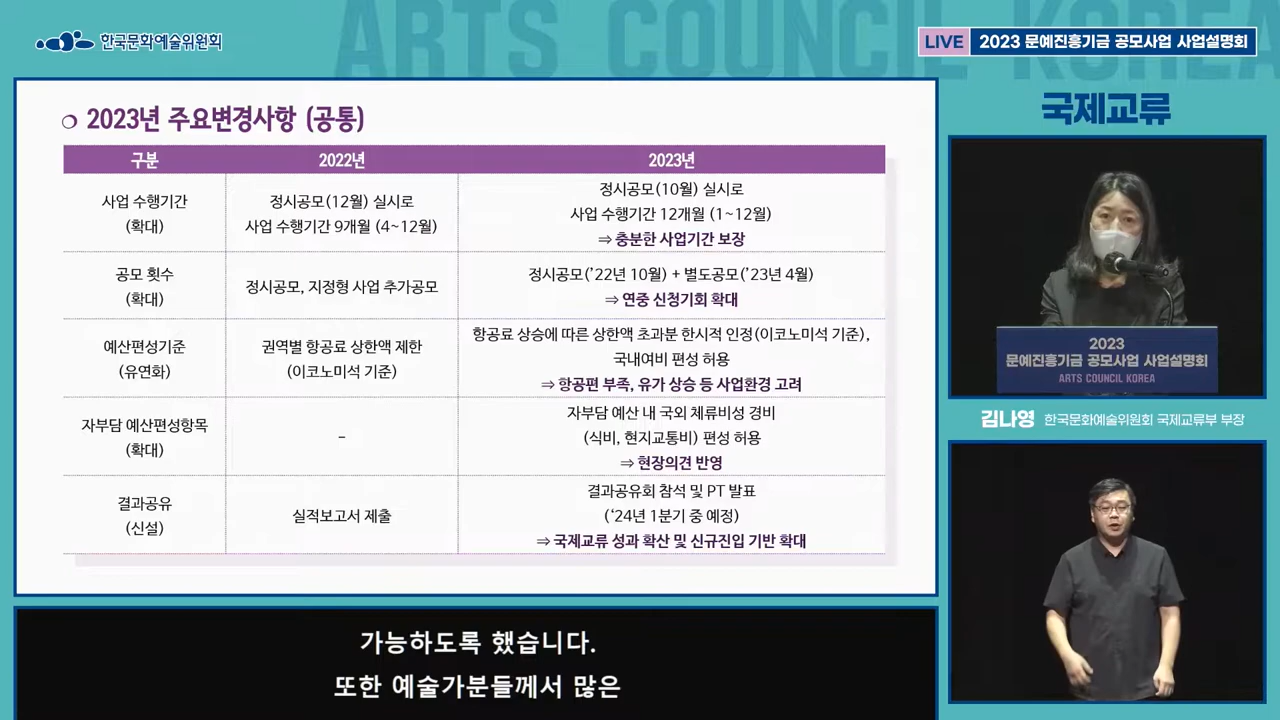 ARTS COUNCIL KOREA
한국문화예술위원회
LIVE 2023 문예진흥기금 공모사업 사업설명회
❍ 2023년 주요변경사항 (공통)
구분 2022년 2023년
사업 수행기간
(확대)
정시공모(12월) 실시로
사업 수행기간 9개월 (4~12월)
정시공모(10월) 실시로
사업 수행기간 12개월 (1~12월)
⇒ 충분한 사업기간 보장
공모 횟수
(확대)
정시공모, 지정형 사업 추가공모
정시공모(’22년 10월) + 별도공모(’23년 4월)
⇒ 연중 신청기회 확대
예산편성기준
(유연화)
권역별 항공료 상한액 제한
(이코노미석 기준)
항공료 상승에 따른 상한액 초과분 한시적 인정(이코노미석 기준),
국내여비 편성 허용
⇒ 항공편 부족, 유가 상승 등 사업환경 고려
자부담 예산편성항목
(확대)
-
자부담 예산 내 국외 체류비성 경비
(식비, 현지교통비) 편성 허용
⇒ 현장의견 반영
결과공유
(신설)
실적보고서 제출
결과공유회 참석 및 PT 발표
(‘24년 1분기 중 예정)
⇒ 국제교류 성과 확산 및 신규진입 기반 확대
국제교류
2023
문예진흥기금 공모사업 사업설명회
ARTS COUNCIL KOREA
김나영 한국문화예술위원회 국제교류부 부장
가능하도록 했습니다.
또한 예술가분들께서 많은